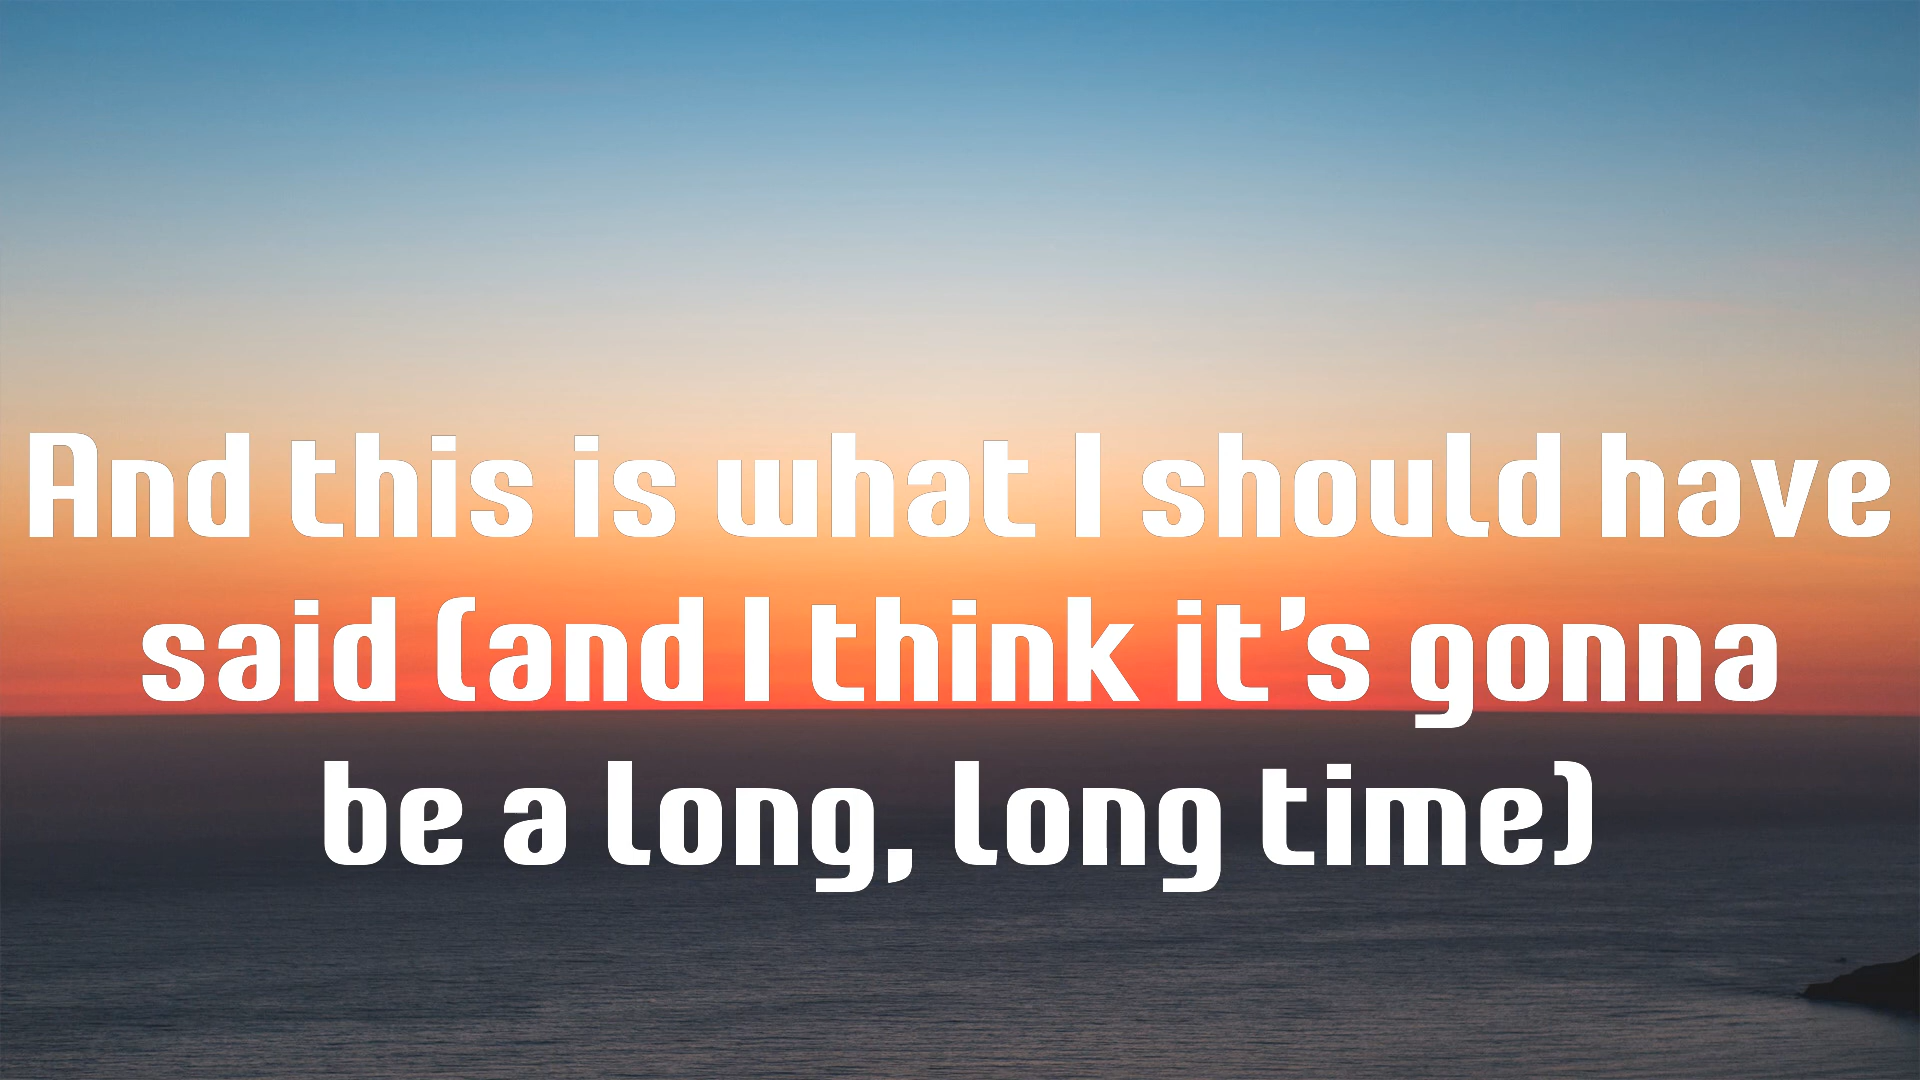 And this is what I should have
said (and I think it's gonna
be a long, long time)